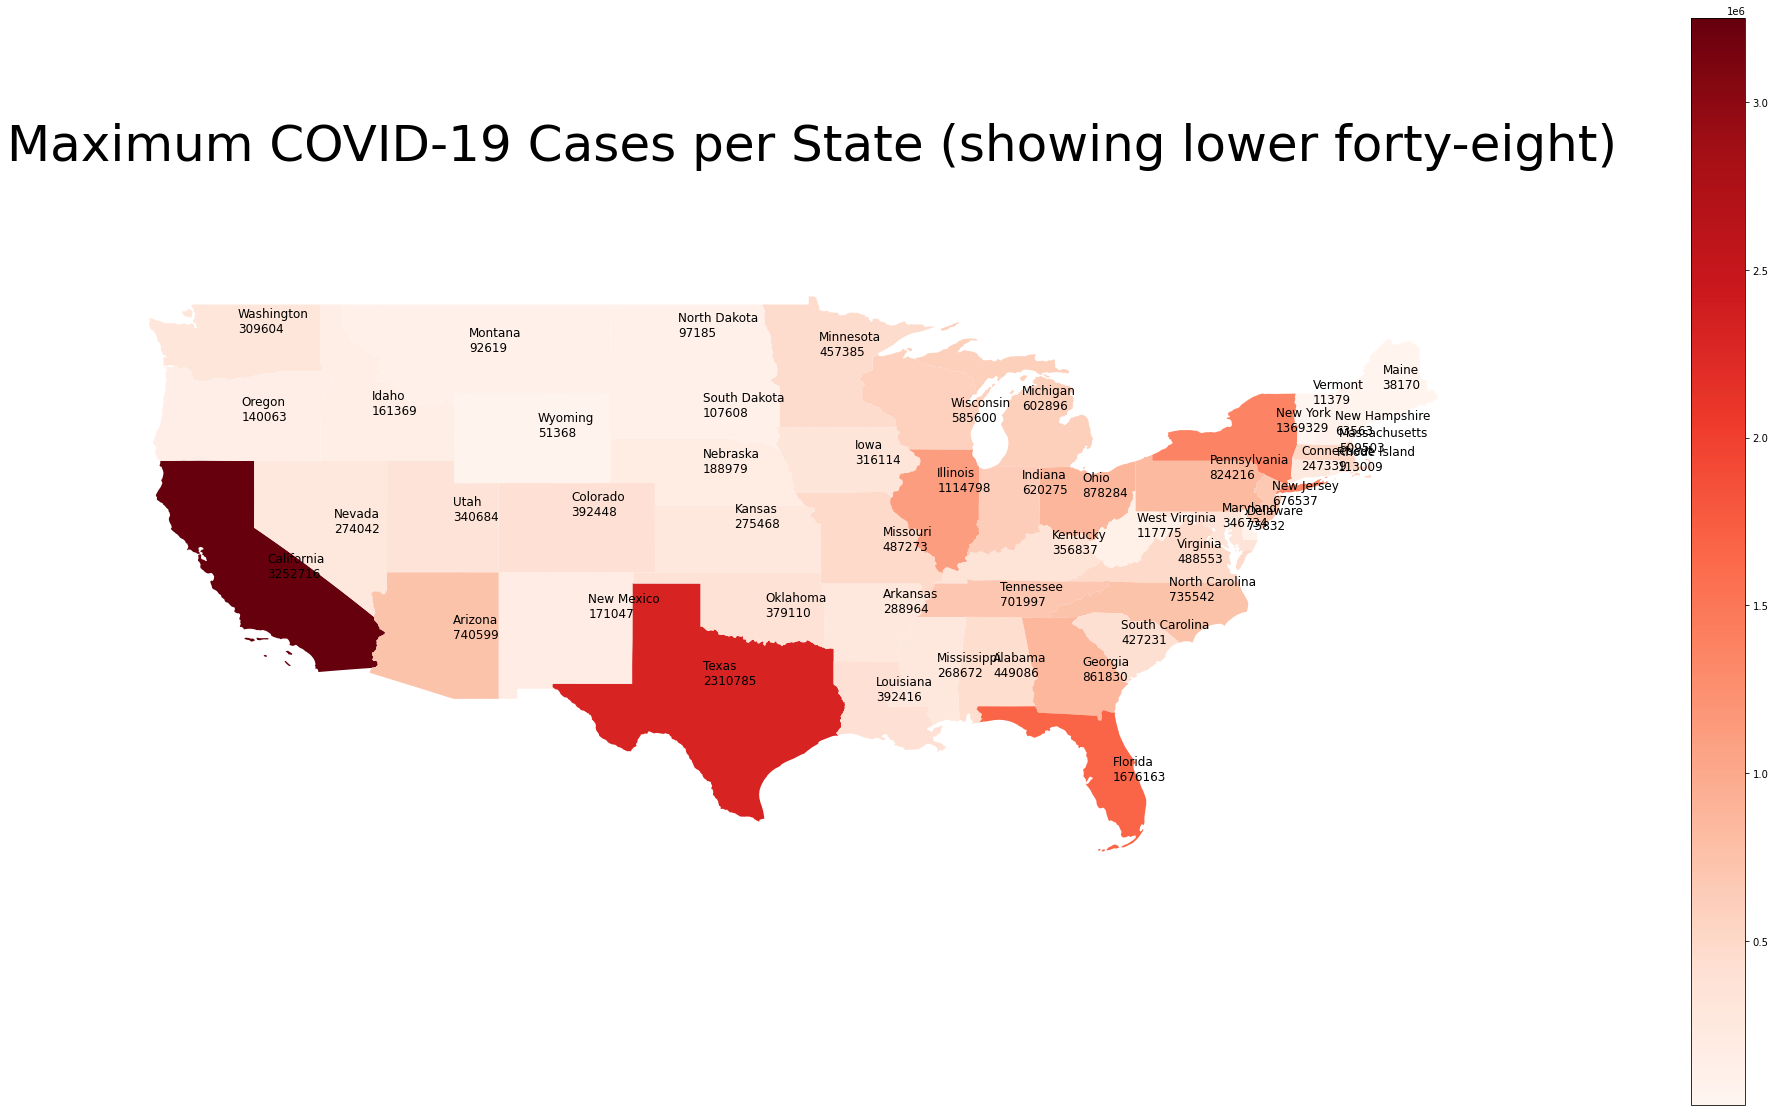 1e6
Maximum COVID-19 Cases per State (showing lower forty-eight)
3.0
2.5
2.0
1.5
1.0
0.5
Washington
309604
Montana
92619
North Dakota
97185
Minnesota
457385
Maine
38170
Vermont
11379
Oregon
140063
Idaho
161369
Wyoming
51368
South Dakota
107608
Wisconsin
585600
Michigan
602896
New York
1369329
New Hampshire
63563
Massachusetts
509503
Connecticut
247339
Rhode Island
113009
Iowa
316114
Nebraska
188979
Illinois
1114798
Indiana
620275
Ohio
878284
Pennsylvania
824216
New Jersey
676537
Nevada
274042
Utah
340684
Colorado
392448
Kansas
275468
Missouri
487273
Kentucky
356837
West Virginia
117775
Maryland
346734
Delaware
75832
Virginia
488553
California
3252716
Arizona
740599
New Mexico
171047
Oklahoma
379110
Arkansas
288964
Tennessee
701997
North Carolina
735542
South Carolina
427231
Texas
2310785
Louisiana
392416
Mississippi
268672
Alabama
449086
Georgia
861830
Florida
1676163